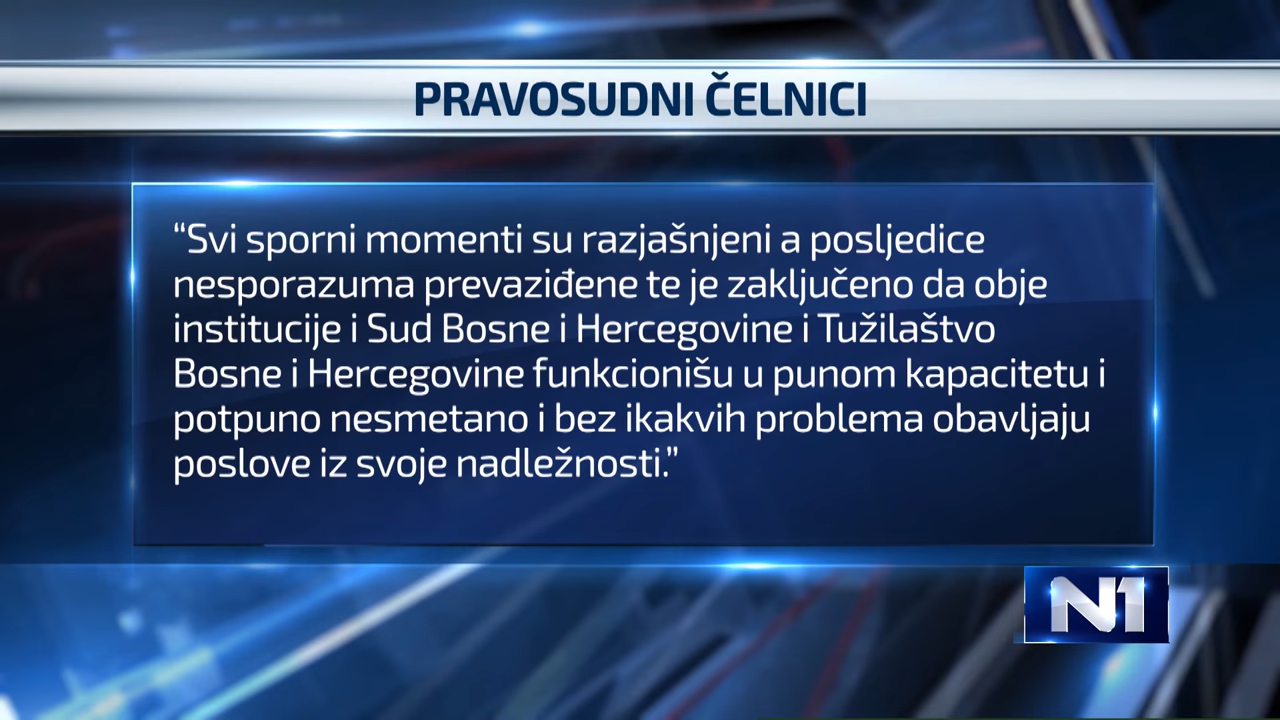 PRAVOSUDNI ČELNICI
“Svi sporni momenti su razjašnjeni a posljedice
nesporazuma prevaziđene te je zaključeno da obje
institucije i Sud Bosne i Hercegovine i Tužilaštvo
Bosne i Hercegovine funkcionišu u punom kapacitetu i
potpuno nesmetano i bez ikakvih problema obavljaju
poslove iz svoje nadležnosti.”
N1